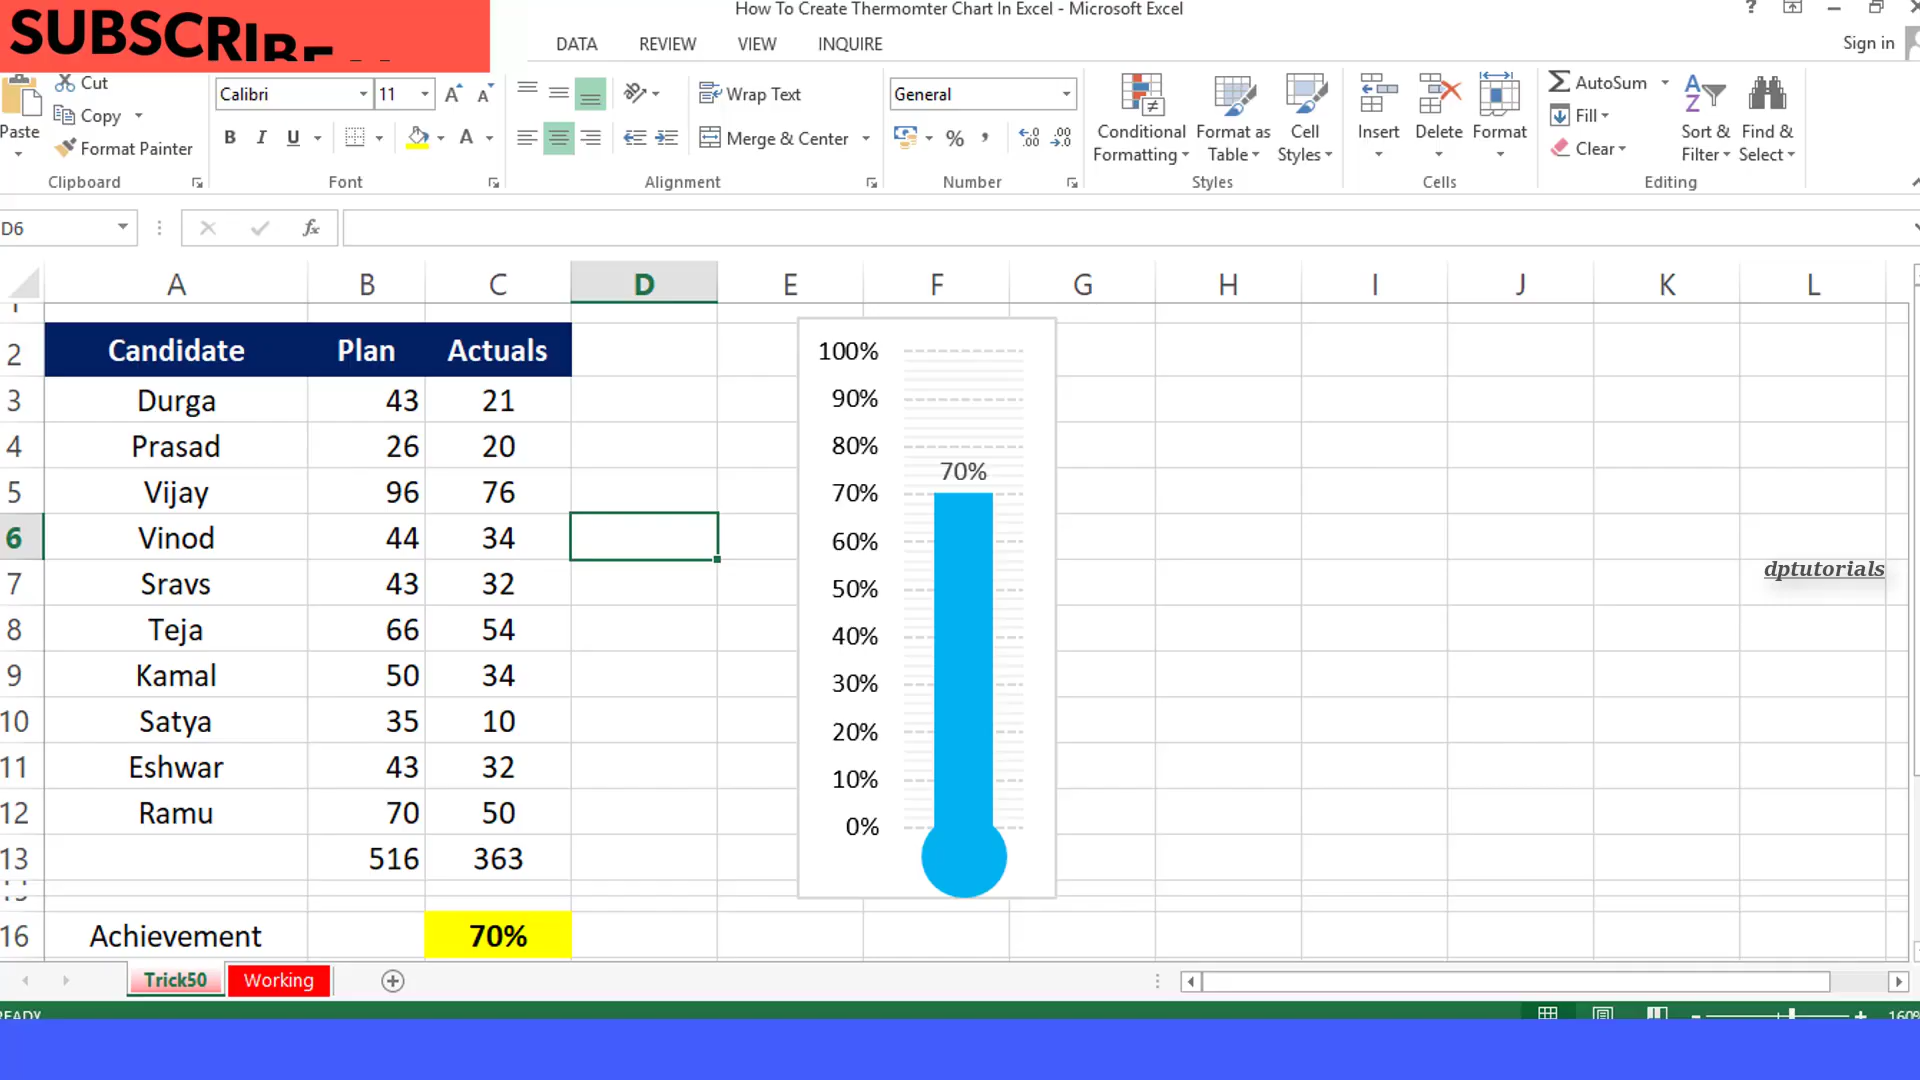 SUBSCRIBE
How To Create Thermomter Chart In Excel - Microsoft Excel
?
DATA REVIEW VIEW INQUIRE
Sign in
Paste
Cut
Copy
Format Painter
Clipboard
Calibri 11
B I U A
Font
Wrap Text
Merge & Center
Alignment
General
%
Number
Conditional Formatting
Format as Table
Cell Styles
Styles
Insert Delete Format
Cells
AutoSum
Fill
Clear
Sort & Filter
Find & Select
Editing
D6 fx
A B C D E F G H I J K L
2 Candidate Plan Actuals
3 Durga 43 21
4 Prasad 26 20
5 Vijay 96 76
6 Vinod 44 34
7 Sravs 43 32
8 Teja 66 54
9 Kamal 50 34
10 Satya 35 10
11 Eshwar 43 32
12 Ramu 70 50
13 516 363
16 Achievement 70%
100%
90%
80%
70%
70%
60%
50%
40%
30%
20%
10%
0%
dptutorials
Trick50 Working
READY
160%